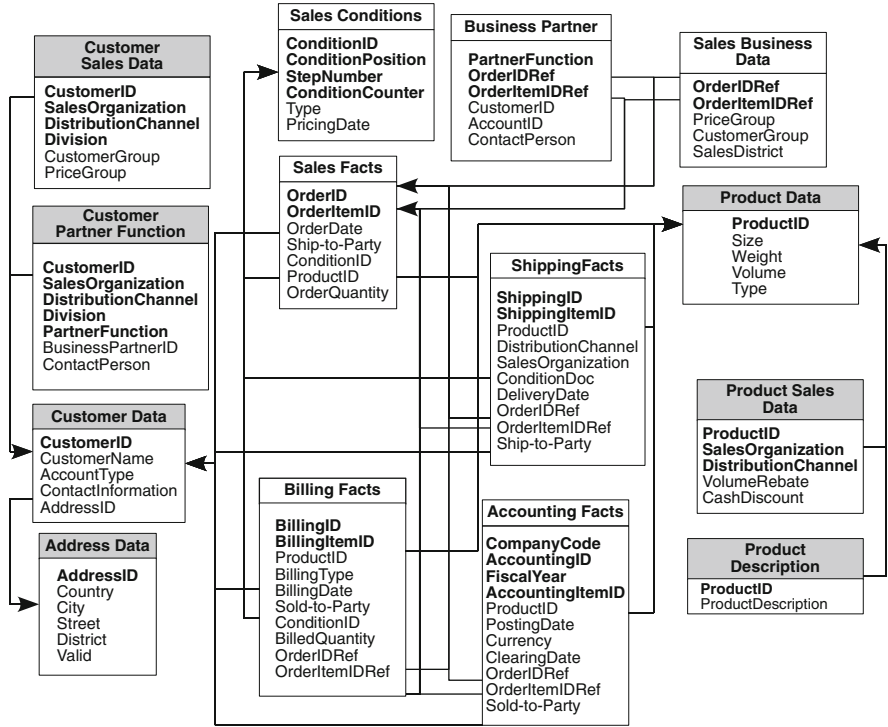 Customer
Sales Data
CustomerID
SalesOrganization
DistributionChannel
Division
CustomerGroup
PriceGroup
Customer
Partner Function
CustomerID
SalesOrganization
DistributionChannel
Division
PartnerFunction
BusinessPartnerID
ContactPerson
Customer Data
CustomerID
CustomerName
AccountType
ContactInformation
AddressID
Address Data
AddressID
Country
City
Street
District
Valid
Sales Conditions
ConditionID
ConditionPosition
StepNumber
ConditionCounter
Type
PricingDate
Sales Facts
OrderID
OrderItemID
OrderDate
Ship-to-Party
ConditionID
ProductID
OrderQuantity
Billing Facts
BillingID
BillingItemID
ProductID
BillingType
BillingDate
Sold-to-Party
ConditionID
BilledQuantity
OrderIDRef
OrderItemIDRef
Business Partner
PartnerFunction
OrderIDRef
OrderItemIDRef
CustomerID
AccountID
ContactPerson
ShippingFacts
ShippingID
ShippingItemID
ProductID
DistributionChannel
SalesOrganization
ConditionDoc
DeliveryDate
OrderIDRef
OrderItemIDRef
Ship-to-Party
Accounting Facts
CompanyCode
AccountingID
FiscalYear
AccountingItemID
ProductID
PostingDate
Currency
ClearingDate
OrderIDRef
OrderItemIDRef
Sold-to-Party
Sales Business
Data
OrderIDRef
OrderItemIDRef
PriceGroup
CustomerGroup
SalesDistrict
Product Data
ProductID
Size
Weight
Volume
Type
Product Sales
Data
ProductID
SalesOrganization
DistributionChannel
VolumeRebate
CashDiscount
Product
Description
ProductID
ProductDescription